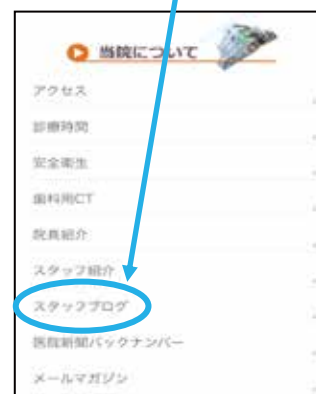 当院について
アクセス
診療時間
安全衛生
歯科用CT
院長紹介
スタッフ紹介
スタッフブログ
医院新聞バックナンバー
メールマガジン